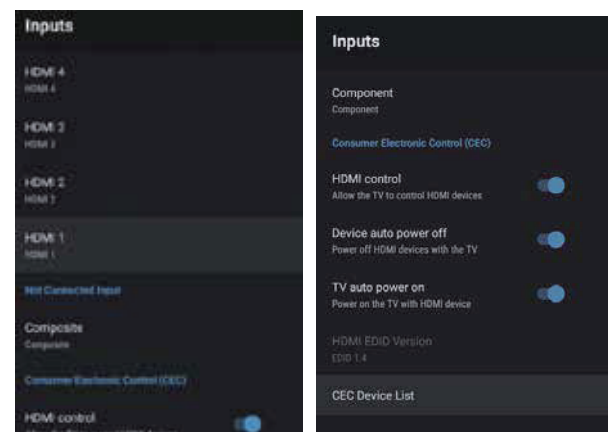 Inputs
HDMI 4
HDMI 4
HDMI 3
HDMI 3
HDMI 2
HDMI 2
HDMI 1
HDMI 1
Not Connected Input
Composite
Composite
Consumer Electronic Control (CEC)
HDMI control
Inputs
Component
Component
Consumer Electronic Control (CEC)
HDMI control
Allow the TV to control HDMI devices
Device auto power off
Power off HDMI devices with the TV
TV auto power on
Power on the TV with HDMI device
HDMI EDID Version
EDID 1.4
CEC Device List